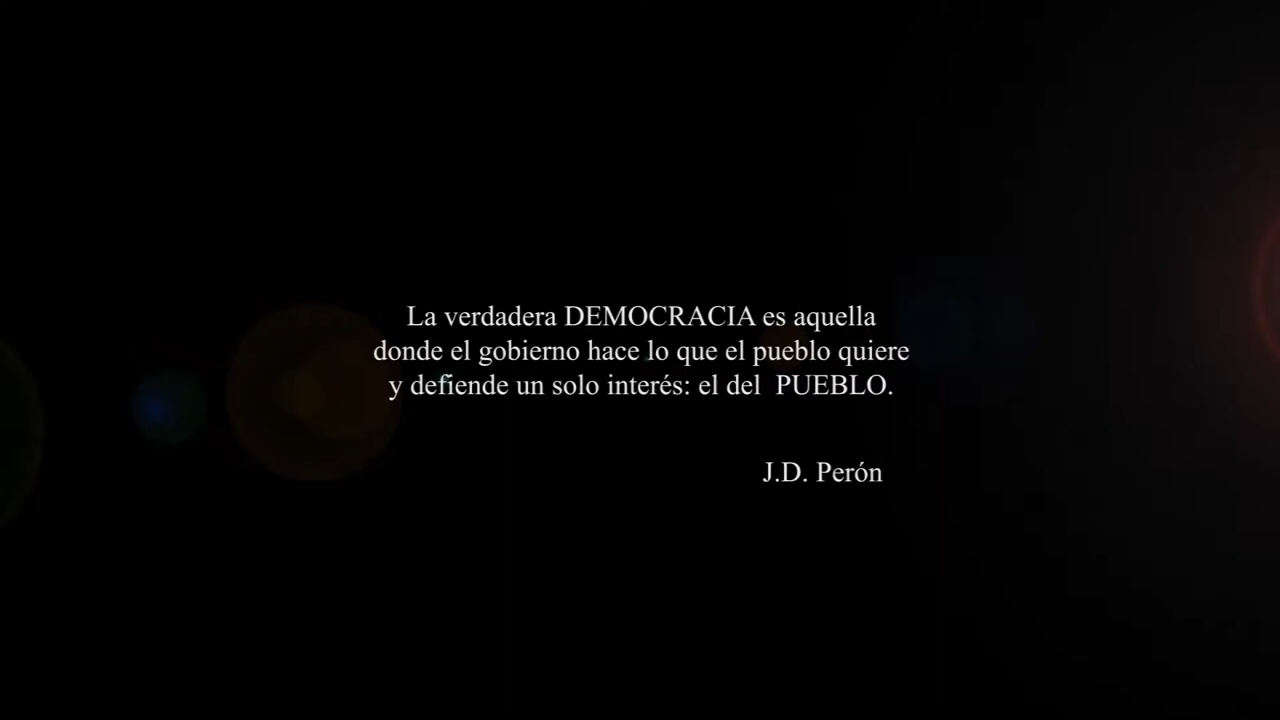 La verdadera DEMOCRACIA es aquella
donde el gobierno hace lo que el pueblo quiere
y defiende un solo interés: el del  PUEBLO.
J.D. Perón